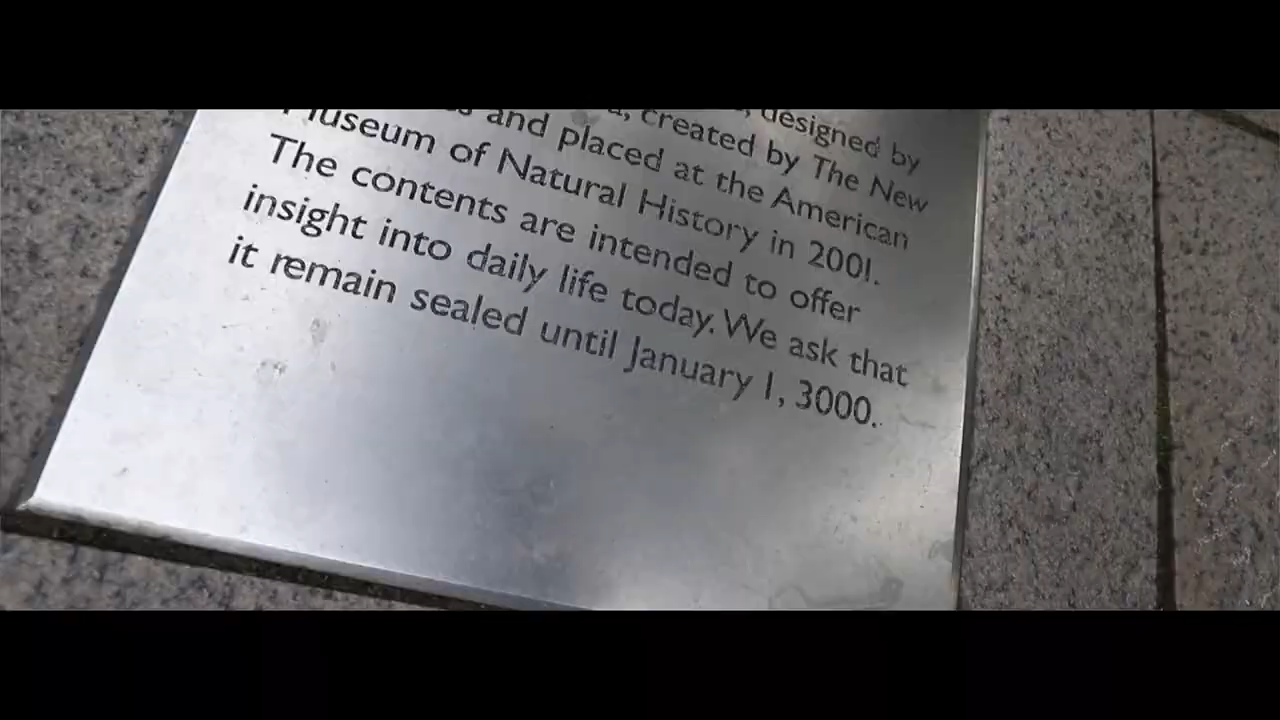 designed by
created by The New
and placed at the American
Museum of Natural History in 2001.
The contents are intended to offer
insight into daily life today. We ask that
it remain sealed until January 1, 3000.